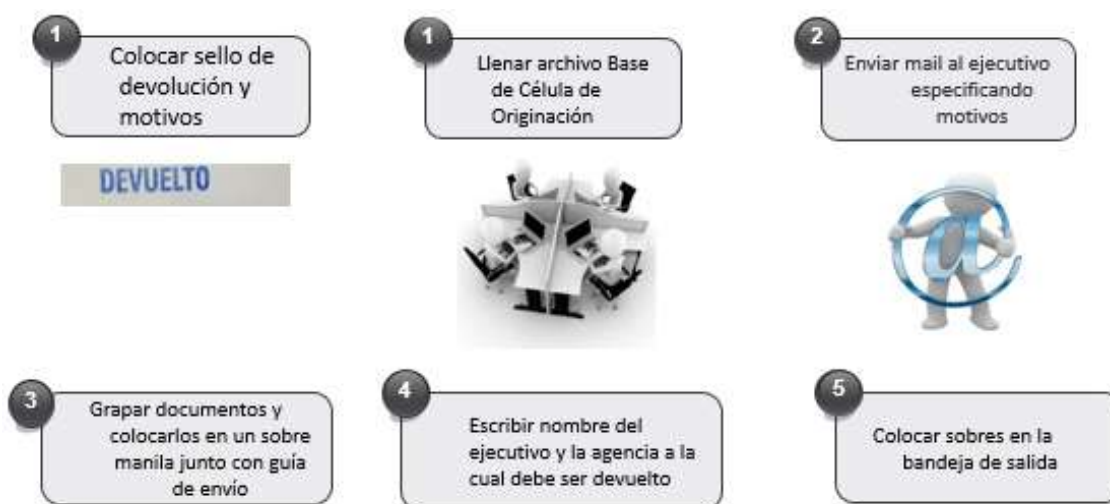 1
Colocar sello de
devolución y
motivos
DEVUELTO
1
Llenar archivo Base
de Célula de
Originación
2
Enviar mail al ejecutivo
especificando
motivos
@
3
Grapar documentos y
colocarlos en un sobre
manila junto con guía
de envío
4
Escribir nombre del
ejecutivo y la agencia a la
cual debe ser devuelto
5
Colocar sobres en la
bandeja de salida